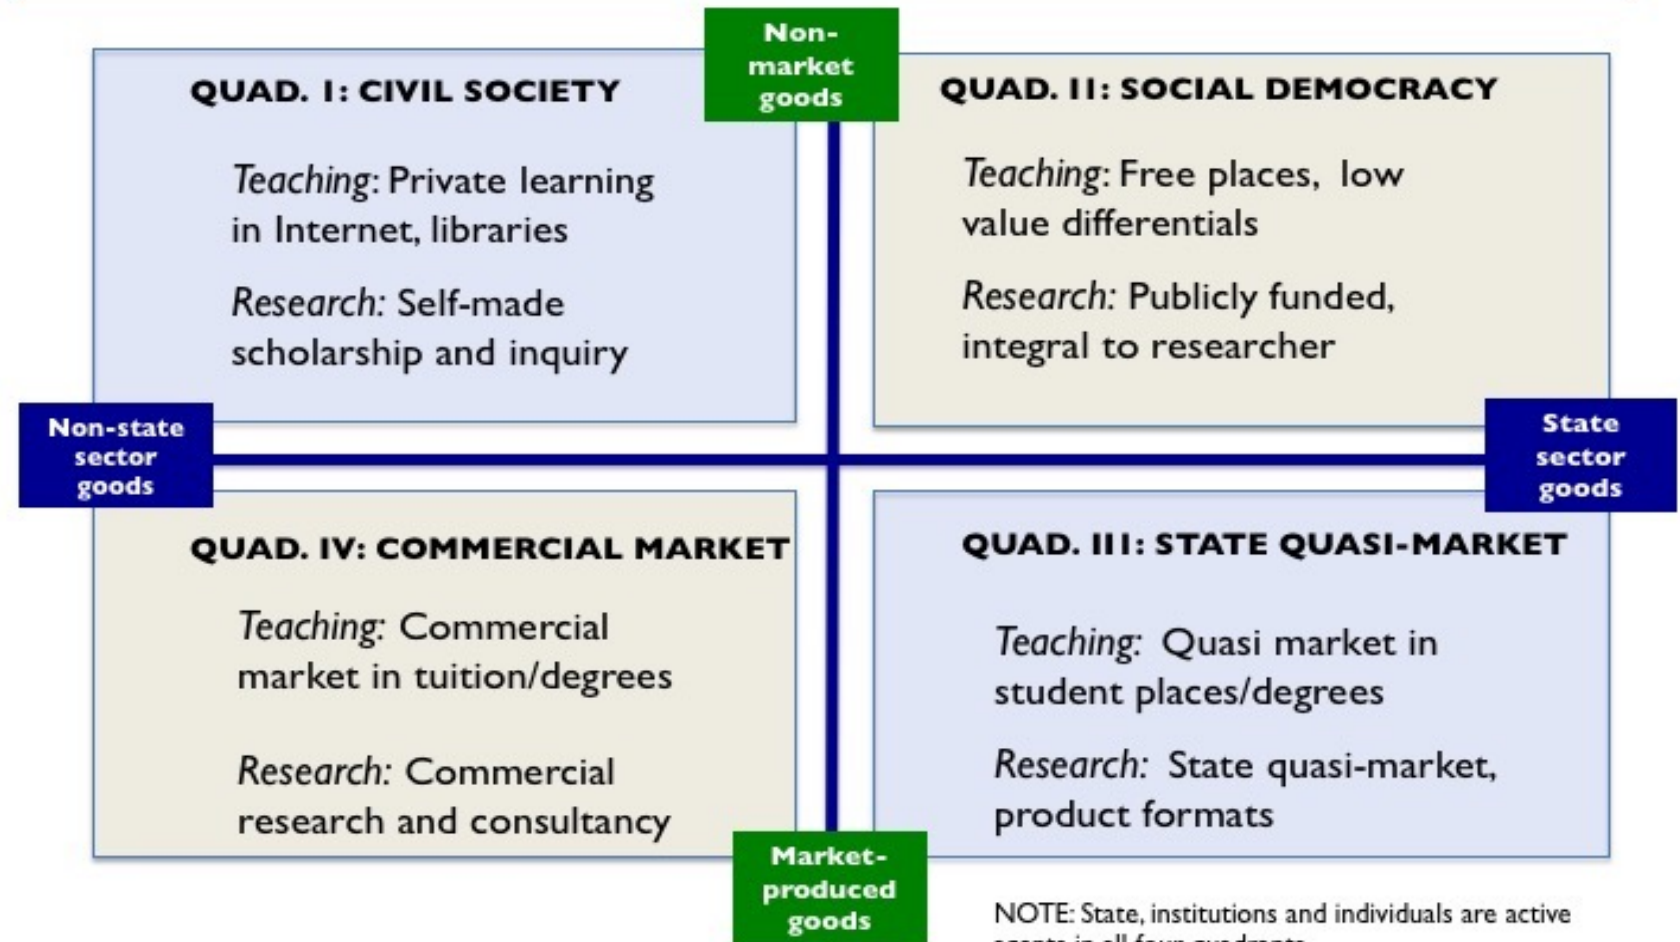 Non-
market
goods
QUAD. I: CIVIL SOCIETY
Teaching: Private learning
in Internet, libraries
Research: Self-made
scholarship and inquiry
QUAD. II: SOCIAL DEMOCRACY
Teaching: Free places, low
value differentials
Research: Publicly funded,
integral to researcher
Non-state
sector
goods
State
sector
goods
QUAD. IV: COMMERCIAL MARKET
Teaching: Commercial
market in tuition/degrees
Research: Commercial
research and consultancy
QUAD. III: STATE QUASI-MARKET
Teaching: Quasi market in
student places/degrees
Research: State quasi-market,
product formats
Market-
produced
goods
NOTE: State, institutions and individuals are active